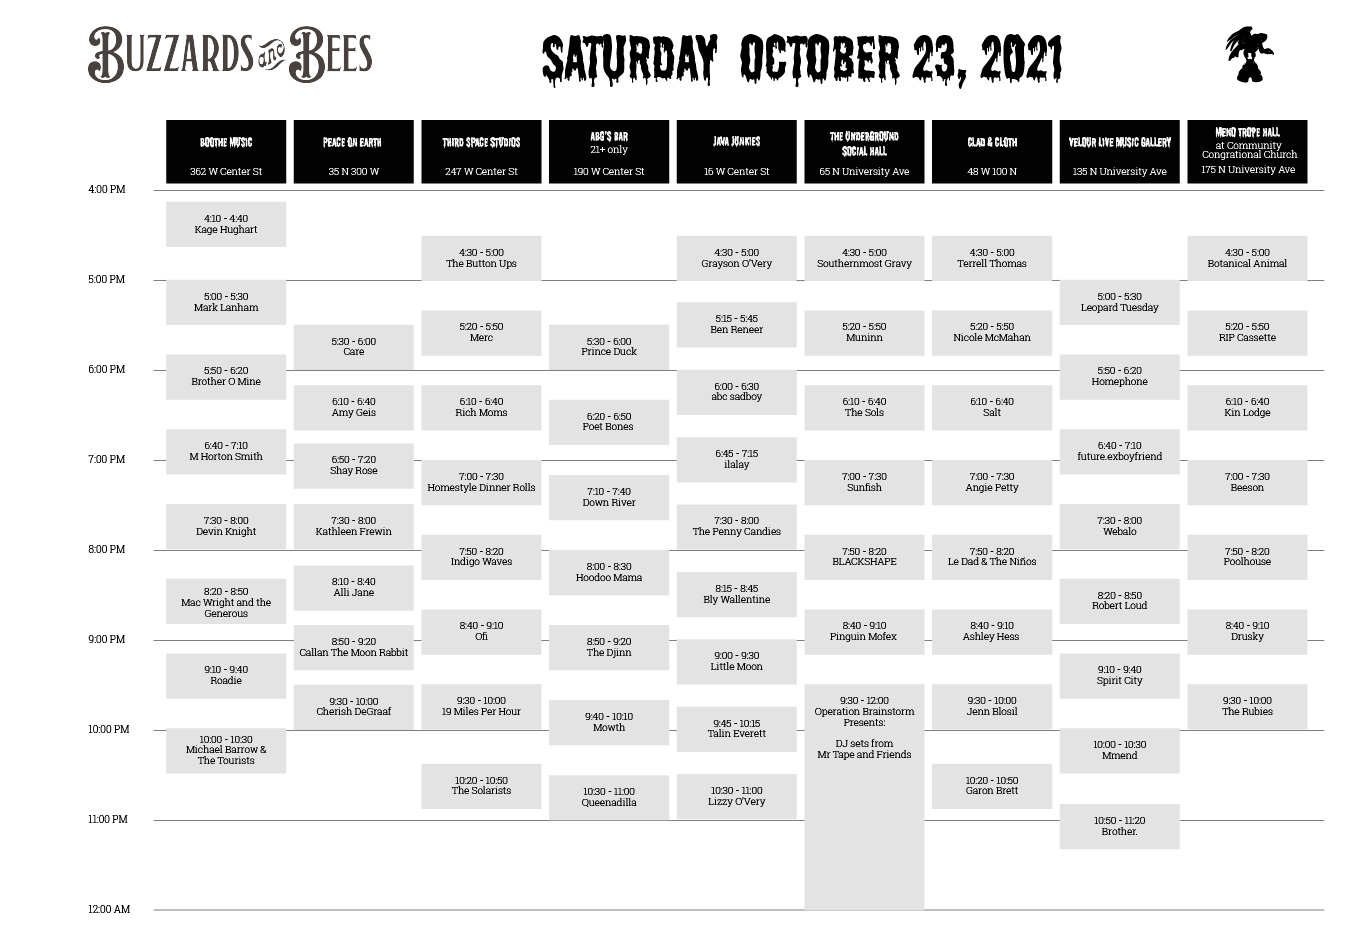 BUZZARDS and BEES
SATURDAY OCTOBER 23, 2021
BOOTHE MUSIC
362 W Center St
PEACE ON EARTH
35 N 300 W
THIRD SPACE STUDIOS
247 W Center St
ABG'S BAR
21+ only
190 W Center St
JAVA JUNKIES
16 W Center St
THE UNDERGROUND
SOCIAL HALL
65 N University Ave
CLAD & CLOTH
48 W 100 N
VELOUR LIVE MUSIC GALLERY
135 N University Ave
MENO TROPE HALL
at Community
Congrational Church
175 N University Ave
4:00 PM
5:00 PM
6:00 PM
7:00 PM
8:00 PM
9:00 PM
10:00 PM
11:00 PM
12:00 AM
4:10 - 4:40
Kage Hughart
5:00 - 5:30
Mark Lanham
5:50 - 6:20
Brother O Mine
6:40 - 7:10
M Horton Smith
7:30 - 8:00
Devin Knight
8:20 - 8:50
Mac Wright and the
Generous
9:10 - 9:40
Roadie
10:00 - 10:30
Michael Barrow &
The Tourists
5:30 - 6:00
Care
6:10 - 6:40
Amy Geis
6:50 - 7:20
Shay Rose
7:30 - 8:00
Kathleen Frewin
8:10 - 8:40
Alli Jane
8:50 - 9:20
Callan The Moon Rabbit
9:30 - 10:00
Cherish DeGraaf
4:30 - 5:00
The Button Ups
5:20 - 5:50
Merc
6:10 - 6:40
Rich Moms
7:00 - 7:30
Homestyle Dinner Rolls
7:50 - 8:20
Indigo Waves
8:40 - 9:10
Ofi
9:30 - 10:00
19 Miles Per Hour
10:20 - 10:50
The Solarists
5:30 - 6:00
Prince Duck
6:20 - 6:50
Poet Bones
7:10 - 7:40
Down River
8:00 - 8:30
Hoodoo Mama
8:50 - 9:20
The Djinn
9:40 - 10:10
Mowth
10:30 - 11:00
Queenadilla
4:30 - 5:00
Grayson O'Very
5:15 - 5:45
Ben Reneer
6:00 - 6:30
abc sadboy
6:45 - 7:15
ilalay
7:30 - 8:00
The Penny Candies
8:15 - 8:45
Bly Wallentine
9:00 - 9:30
Little Moon
9:45 - 10:15
Talin Everett
10:30 - 11:00
Lizzy O'Very
4:30 - 5:00
Southernmost Gravy
5:20 - 5:50
Muninn
6:10 - 6:40
The Sols
7:00 - 7:30
Sunfish
7:50 - 8:20
BLACKSHAPE
8:40 - 9:10
Pinguin Mofex
9:30 - 12:00
Operation Brainstorm
Presents:
DJ sets from
Mr Tape and Friends
4:30 - 5:00
Terrell Thomas
5:20 - 5:50
Nicole McMahan
6:10 - 6:40
Salt
7:00 - 7:30
Angie Petty
7:50 - 8:20
Le Dad & The Niños
8:40 - 9:10
Ashley Hess
9:30 - 10:00
Jenn Blosil
10:20 - 10:50
Garon Brett
5:00 - 5:30
Leopard Tuesday
5:50 - 6:20
Homephone
6:40 - 7:10
future.exboyfriend
7:30 - 8:00
Webalo
8:20 - 8:50
Robert Loud
9:10 - 9:40
Spirit City
10:00 - 10:30
Mmend
10:50 - 11:20
Brother.
4:30 - 5:00
Botanical Animal
5:20 - 5:50
RIP Cassette
6:10 - 6:40
Kin Lodge
7:00 - 7:30
Beeson
7:50 - 8:20
Poolhouse
8:40 - 9:10
Drusky
9:30 - 10:00
The Rubies